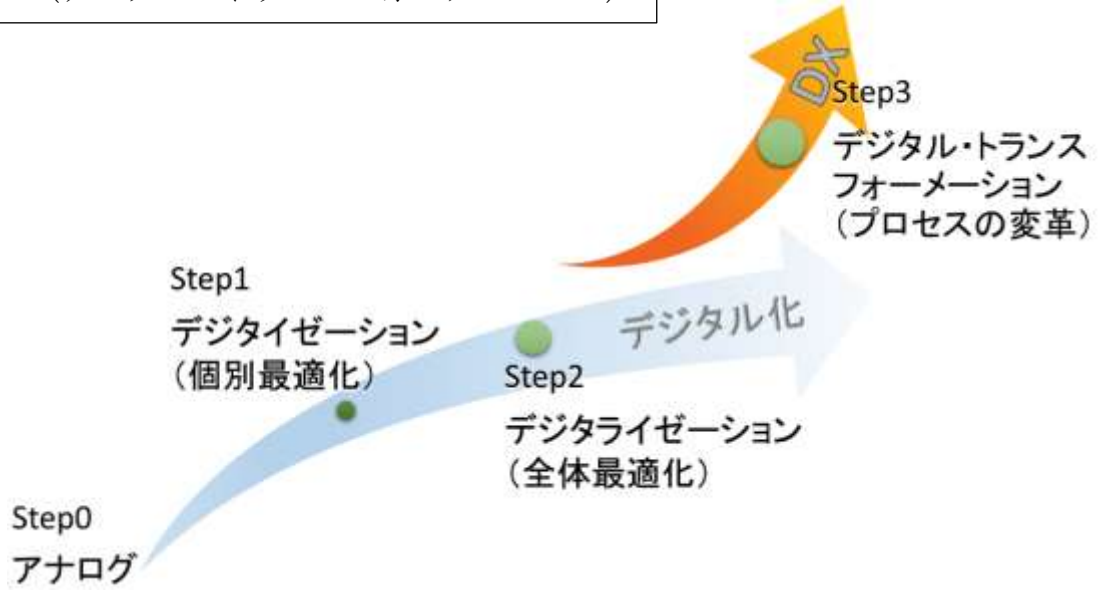 DX
Step3
デジタル・トランス
フォーメーション
（プロセスの変革）
Step1
デジタイゼーション
（個別最適化）
デジタル化
Step2
デジタライゼーション
（全体最適化）
Step0
アナログ